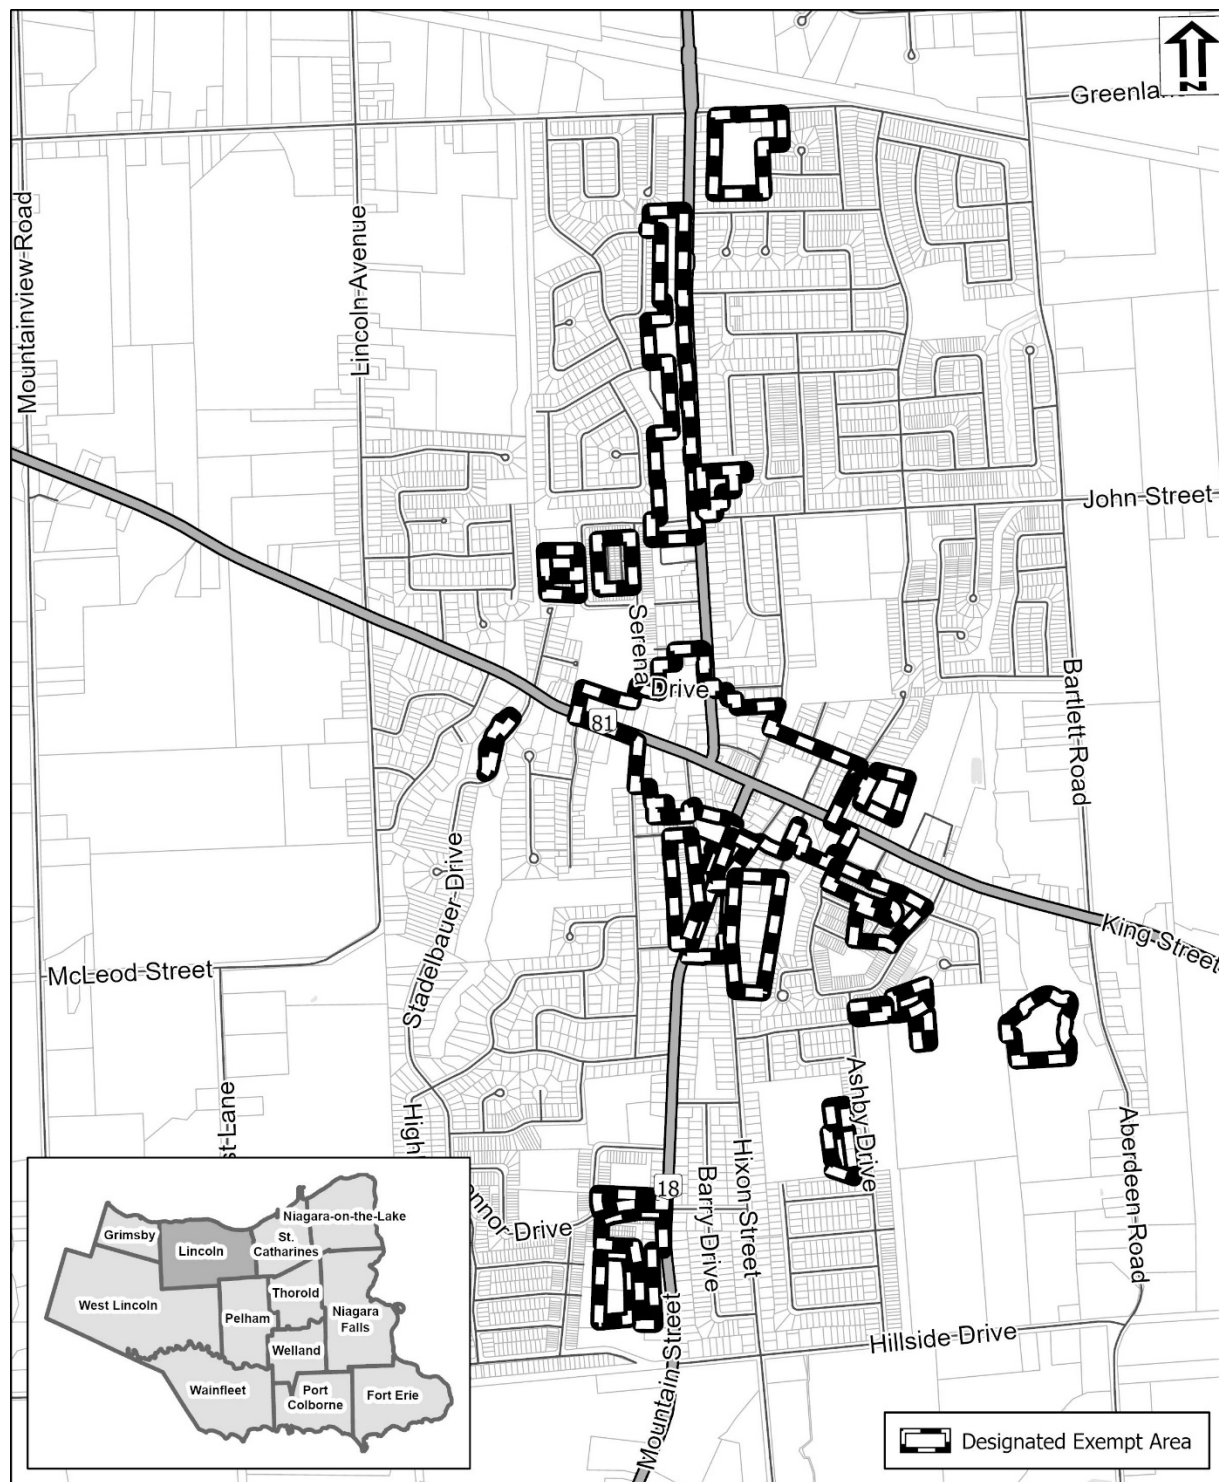 N
Greenlane
Mountainview Road
Lincoln Avenue
John Street
Serena
Drive
81
Bartlett Road
Stadelbauer Drive
King Street
McLeod Street
Ashby Drive
High
Hixon Street
Barry Drive
Aberdeen Road
18
Hillside Drive
Mountain Street
Niagara-on-the-Lake
Grimsby
Lincoln
St.
Catharines
West Lincoln
Thorold
Pelham
Niagara
Falls
Welland
Wainfleet
Port
Colborne
Fort Erie
Designated Exempt Area